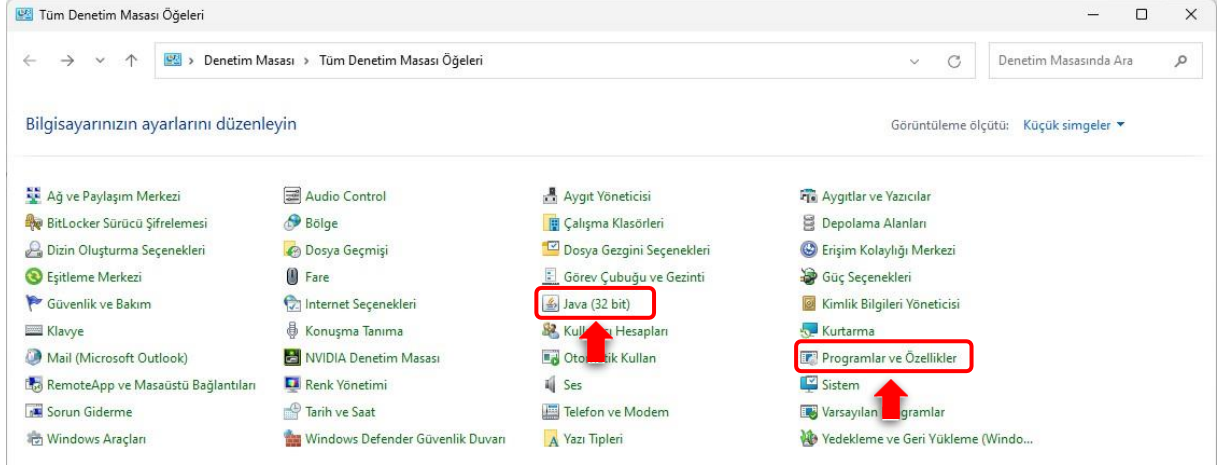 Tüm Denetim Masası Öğeleri
Denetim Masası > Tüm Denetim Masası Öğeleri
Denetim Masasında Ara
Bilgisayarınızın ayarlarını düzenleyin
Görüntüleme ölçütü: Küçük simgeler
Ağ ve Paylaşım Merkezi Audio Control Aygıt Yöneticisi Aygıtlar ve Yazıcılar
BitLocker Sürücü Şifrelemesi Bölge Çalışma Klasörleri Depolama Alanları
Dizin Oluşturma Seçenekleri Dosya Geçmişi Dosya Gezgini Seçenekleri Erişim Kolaylığı Merkezi
Eşitleme Merkezi Fare Görev Çubuğu ve Gezinti Güç Seçenekleri
Güvenlik ve Bakım İnternet Seçenekleri Java (32 bit) Kimlik Bilgileri Yöneticisi
Klavye Konuşma Tanıma Hesapları Kurtarma
Mail (Microsoft Outlook) NVIDIA Denetim Masası Kullan Programlar ve Özellikler
RemoteApp ve Masaüstü Bağlantıları Renk Yönetimi Ses Sistem
Sorun Giderme Tarih ve Saat Telefon ve Modem Varsayılan
Windows Araçları Windows Defender Güvenlik Duvarı Yazı Tipleri Yedekleme ve Geri Yükleme (Windo...